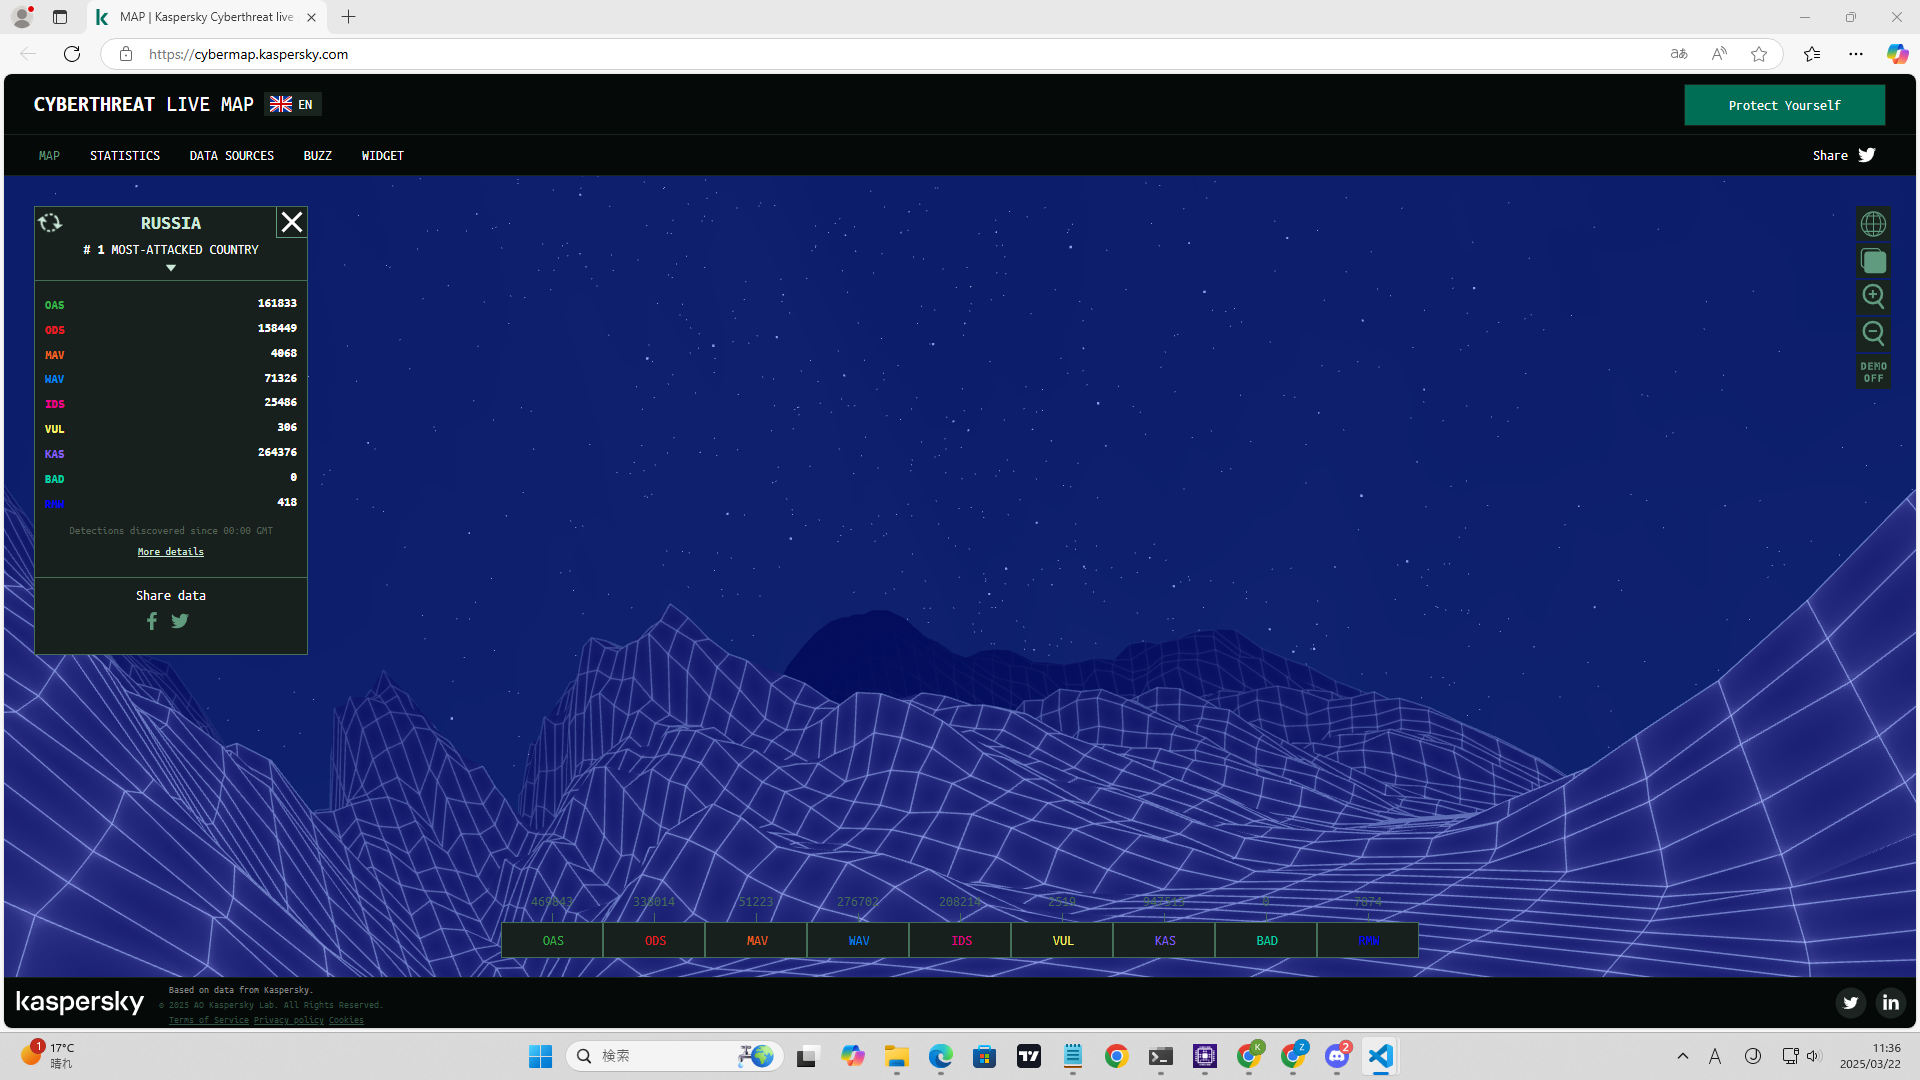 MAP | Kaspersky Cyberthreat live
https://cybermap.kaspersky.com
CYBERTHREAT LIVE MAP EN
Protect Yourself
MAP STATISTICS DATA SOURCES BUZZ WIDGET
Share
RUSSIA
# 1 MOST-ATTACKED COUNTRY
OAS 161833
ODS 158449
MAV 4068
WAV 71326
IDS 25486
VUL 306
KAS 264376
BAD 0
RMW 418
Detections discovered since 00:00 GMT
More details
Share data
DEMO
OFF
469843 338014 51223 276702 208214 2519 947513 0 7074
OAS ODS MAV WAV IDS VUL KAS BAD RMW
kaspersky
Based on data from Kaspersky.
© 2025 AO Kaspersky Lab. All Rights Reserved.
Terms of Service Privacy policy Cookies
1
17°C
晴れ
検索
K
Z
2
A
11:36
2025/03/22